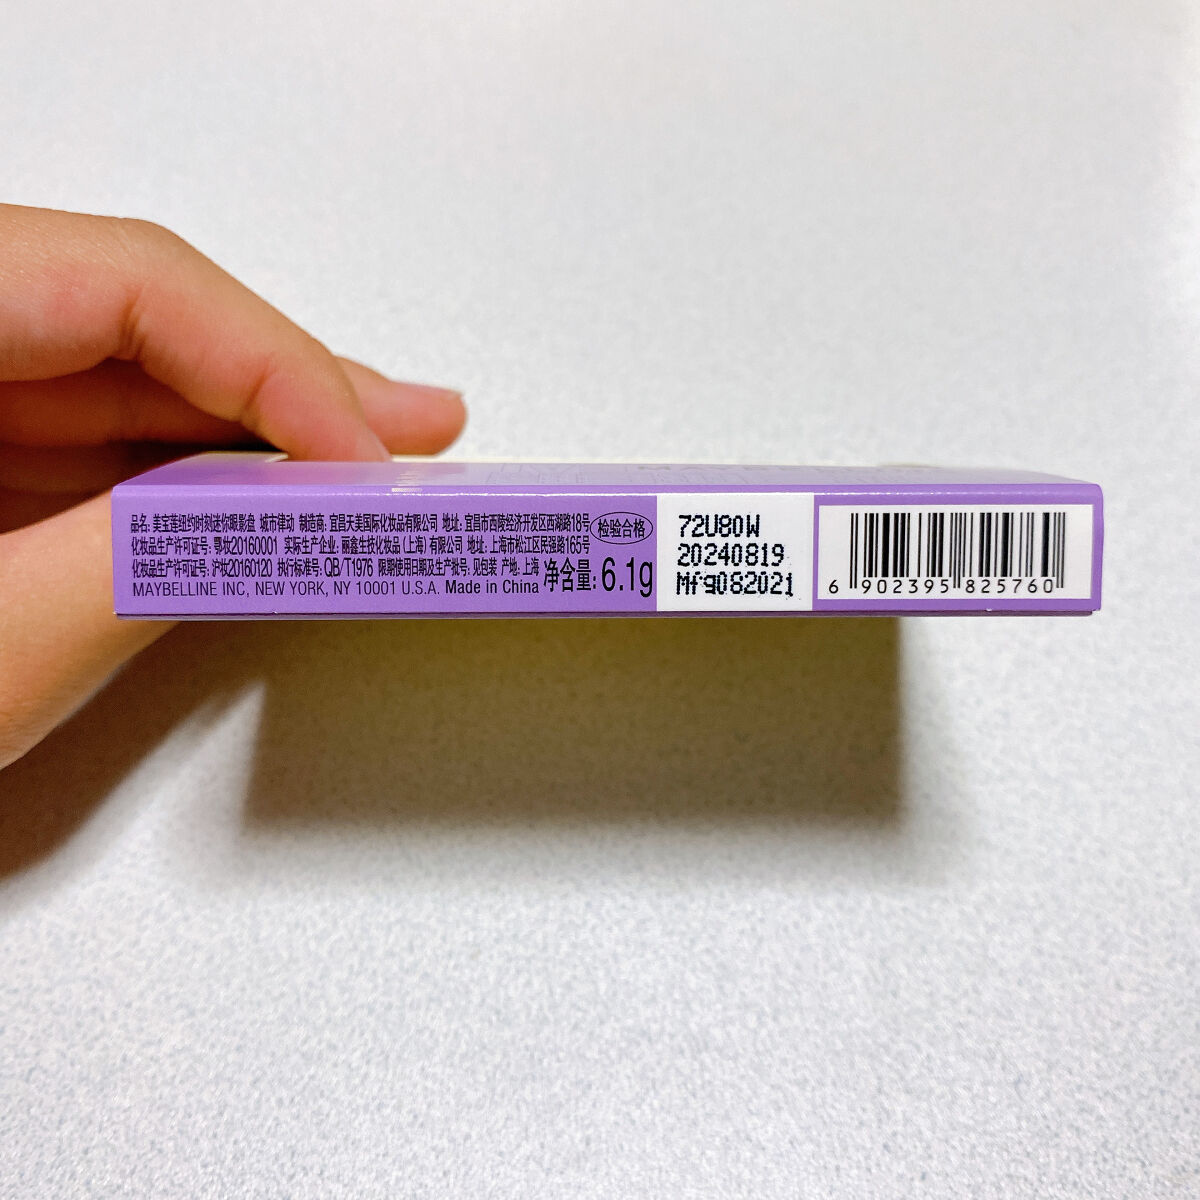 品名: 美宝莲纽约时刻迷你眼影盘 城市律动 制造商: 宜昌天美国际化妆品有限公司 地址: 宜昌市西陵经济开发区西湖路18号
检验合格
化妆品生产许可证号: 鄂妆20160001 实际生产企业: 丽鑫生技化妆品(上海)有限公司 地址: 上海市松江区民强路165号
化妆品生产许可证号: 沪妆20160120 执行标准号: QB/T1976 限期使用日期及生产批号: 见包装 产地: 上海
净含量: 6.1g
MAYBELLINE INC, NEW YORK, NY 10001 U.S.A. Made in China
72U80W
20240819
Mfg082021
6 902395 825760